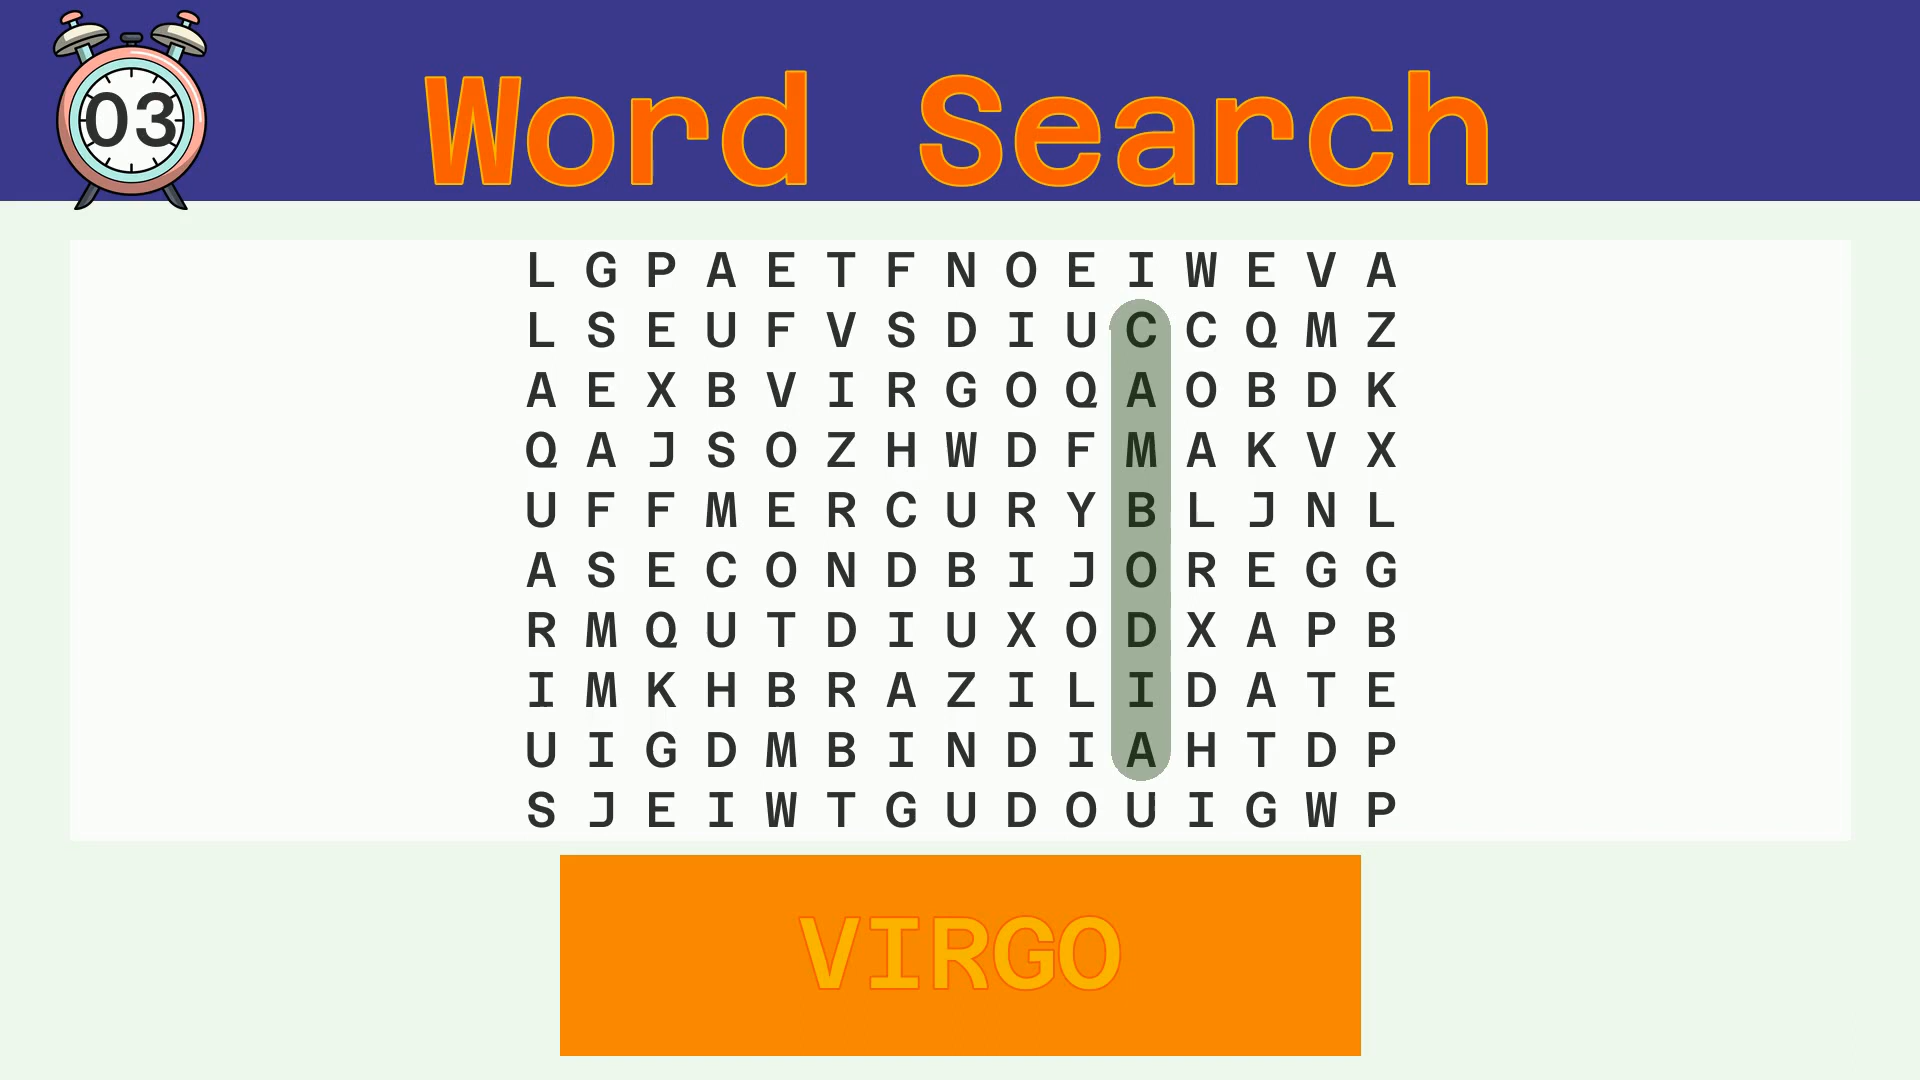 03
Word Search
L G P A E T F N O E I W E V A
L S E U F V S D I U C C Q M Z
A E X B V I R G O Q A O B D K
Q A J S O Z H W D F M A K V X
U F F M E R C U R Y B L J N L
A S E C O N D B I J O R E G G
R M Q U T D I U X O D X A P B
I M K H B R A Z I L I D A T E
U I G D M B I N D I A H T D P
S J E I W T G U D O U I G W P
VIRGO